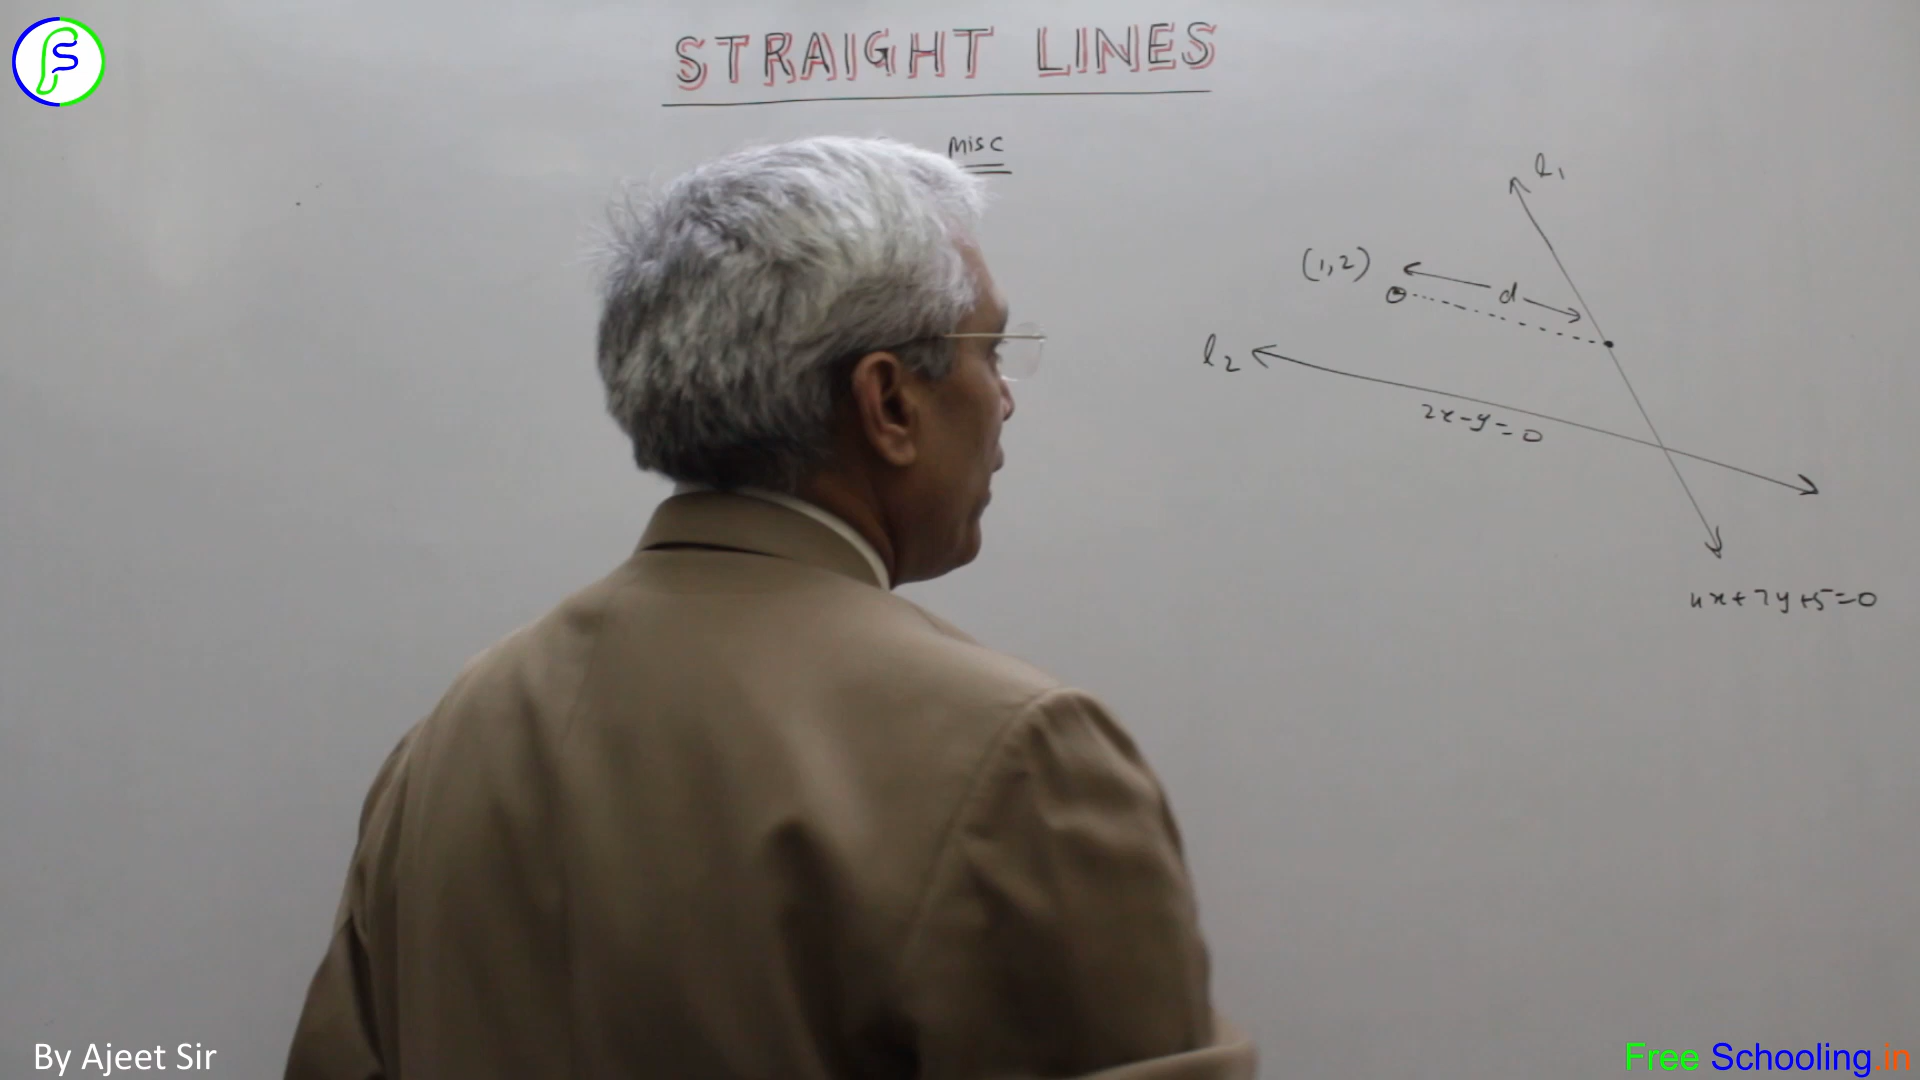 STRAIGHT LINES
MISC
l1
(1,2)
d
l2
2x-y=0
4x+7y+5=0
By Ajeet Sir
Free Schooling.in